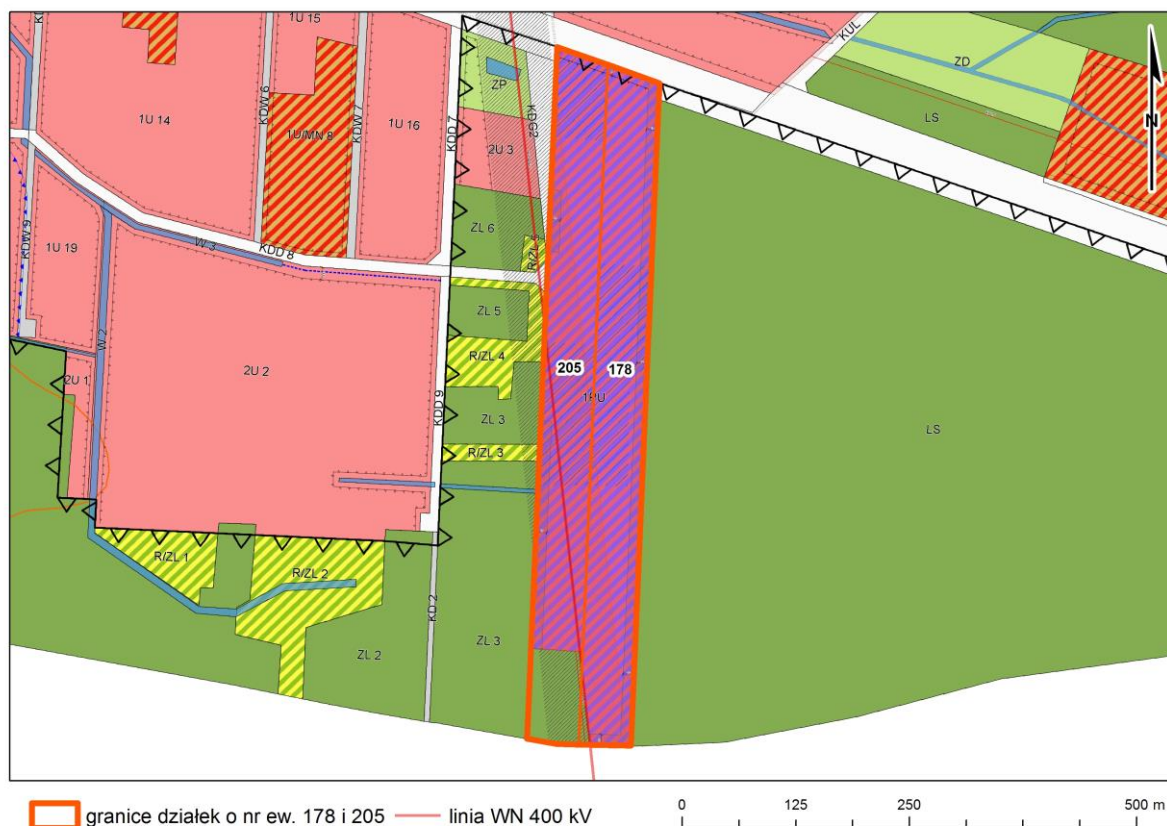 1U 15
KUL
KDW 6
KDW 7
ZD
ZP
1U 14
1U/MN 8
1U 16
KDD 7
KDG2
LS
N
2U 3
ZL 6
KDW 9
1U 19
W 3
KDD 8
ZL 5
W 2
R/ZL 4
2U 1
2U 2
205
178
1PU
KDD 9
ZL 3
LS
R/ZL 3
R/ZL 1
R/ZL 2
KD 2
ZL 2
ZL 3
granice działek o nr ew. 178 i 205
linia WN 400 kV
0 125 250 500 m